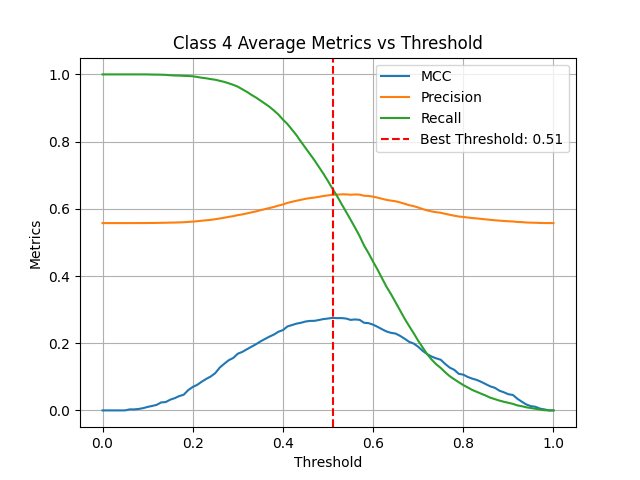 Class 4 Average Metrics vs Threshold
MCC
Precision
Recall
Best Threshold: 0.51
Metrics
1.0
0.8
0.6
0.4
0.2
0.0
0.0 0.2 0.4 0.6 0.8 1.0
Threshold